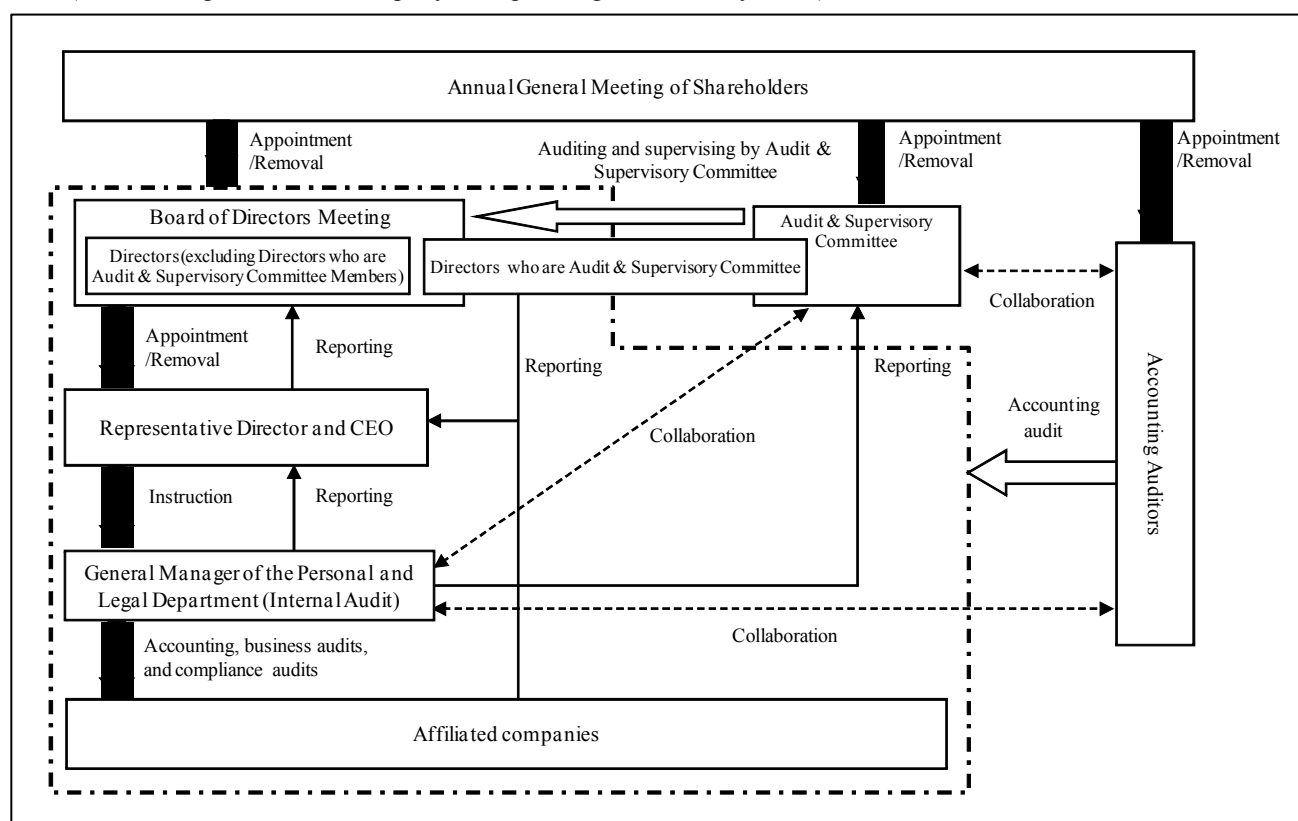 Annual General Meeting of Shareholders
Appointment
/Removal
Auditing and supervising by Audit &
Supervisory Committee
Appointment
/Removal
Appointment
/Removal
Board of Directors Meeting
Directors (excluding Directors who are
Audit & Supervisory Committee Members)
Directors who are Audit & Supervisory Committee
Audit & Supervisory
Committee
Collaboration
Appointment
/Removal
Reporting
Reporting
Reporting
Representative Director and CEO
Collaboration
Accounting
audit
Accounting Auditors
Instruction
Reporting
General Manager of the Personal and
Legal Department (Internal Audit)
Collaboration
Accounting, business audits,
and compliance audits
Affiliated companies